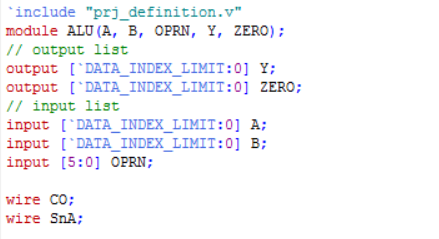 `include "prj_definition.v"
module ALU(A, B, OPRN, Y, ZERO);
// output list
output [`DATA_INDEX_LIMIT:0] Y;
output [`DATA_INDEX_LIMIT:0] ZERO;
// input list
input [`DATA_INDEX_LIMIT:0] A;
input [`DATA_INDEX_LIMIT:0] B;
input [5:0] OPRN;
wire CO;
wire SnA;